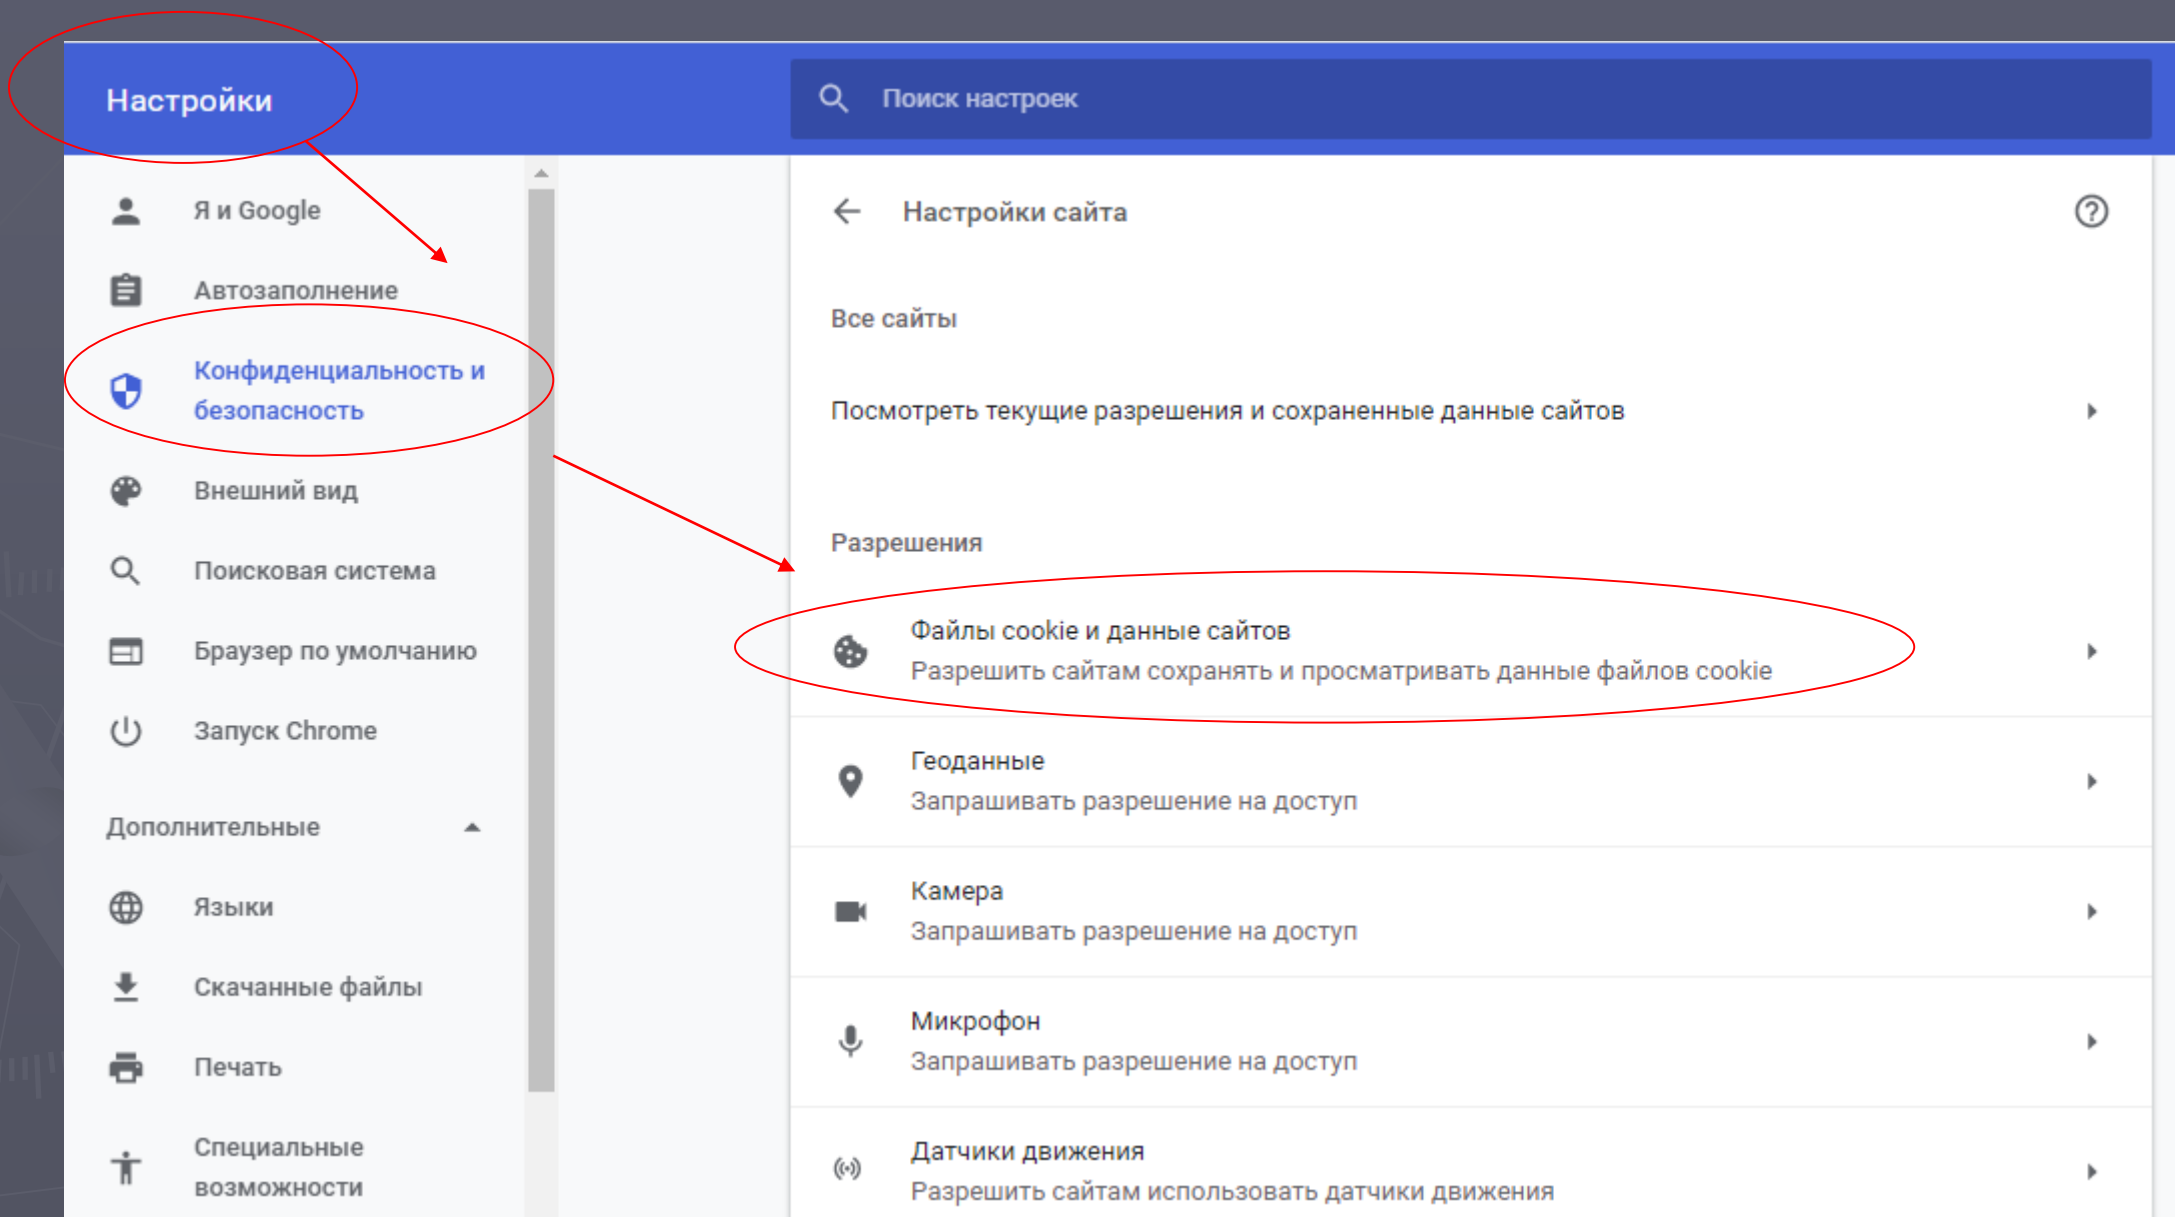 Настройки
Поиск настроек
Я и Google
Автозаполнение
Конфиденциальность и
безопасность
Внешний вид
Поисковая система
Браузер по умолчанию
Запуск Chrome
Дополнительные
Языки
Скачанные файлы
Печать
Специальные
возможности
Настройки сайта
Все сайты
Посмотреть текущие разрешения и сохраненные данные сайтов
Разрешения
Файлы cookie и данные сайтов
Разрешить сайтам сохранять и просматривать данные файлов cookie
Геоданные
Запрашивать разрешение на доступ
Камера
Запрашивать разрешение на доступ
Микрофон
Запрашивать разрешение на доступ
Датчики движения
Разрешить сайтам использовать датчики движения